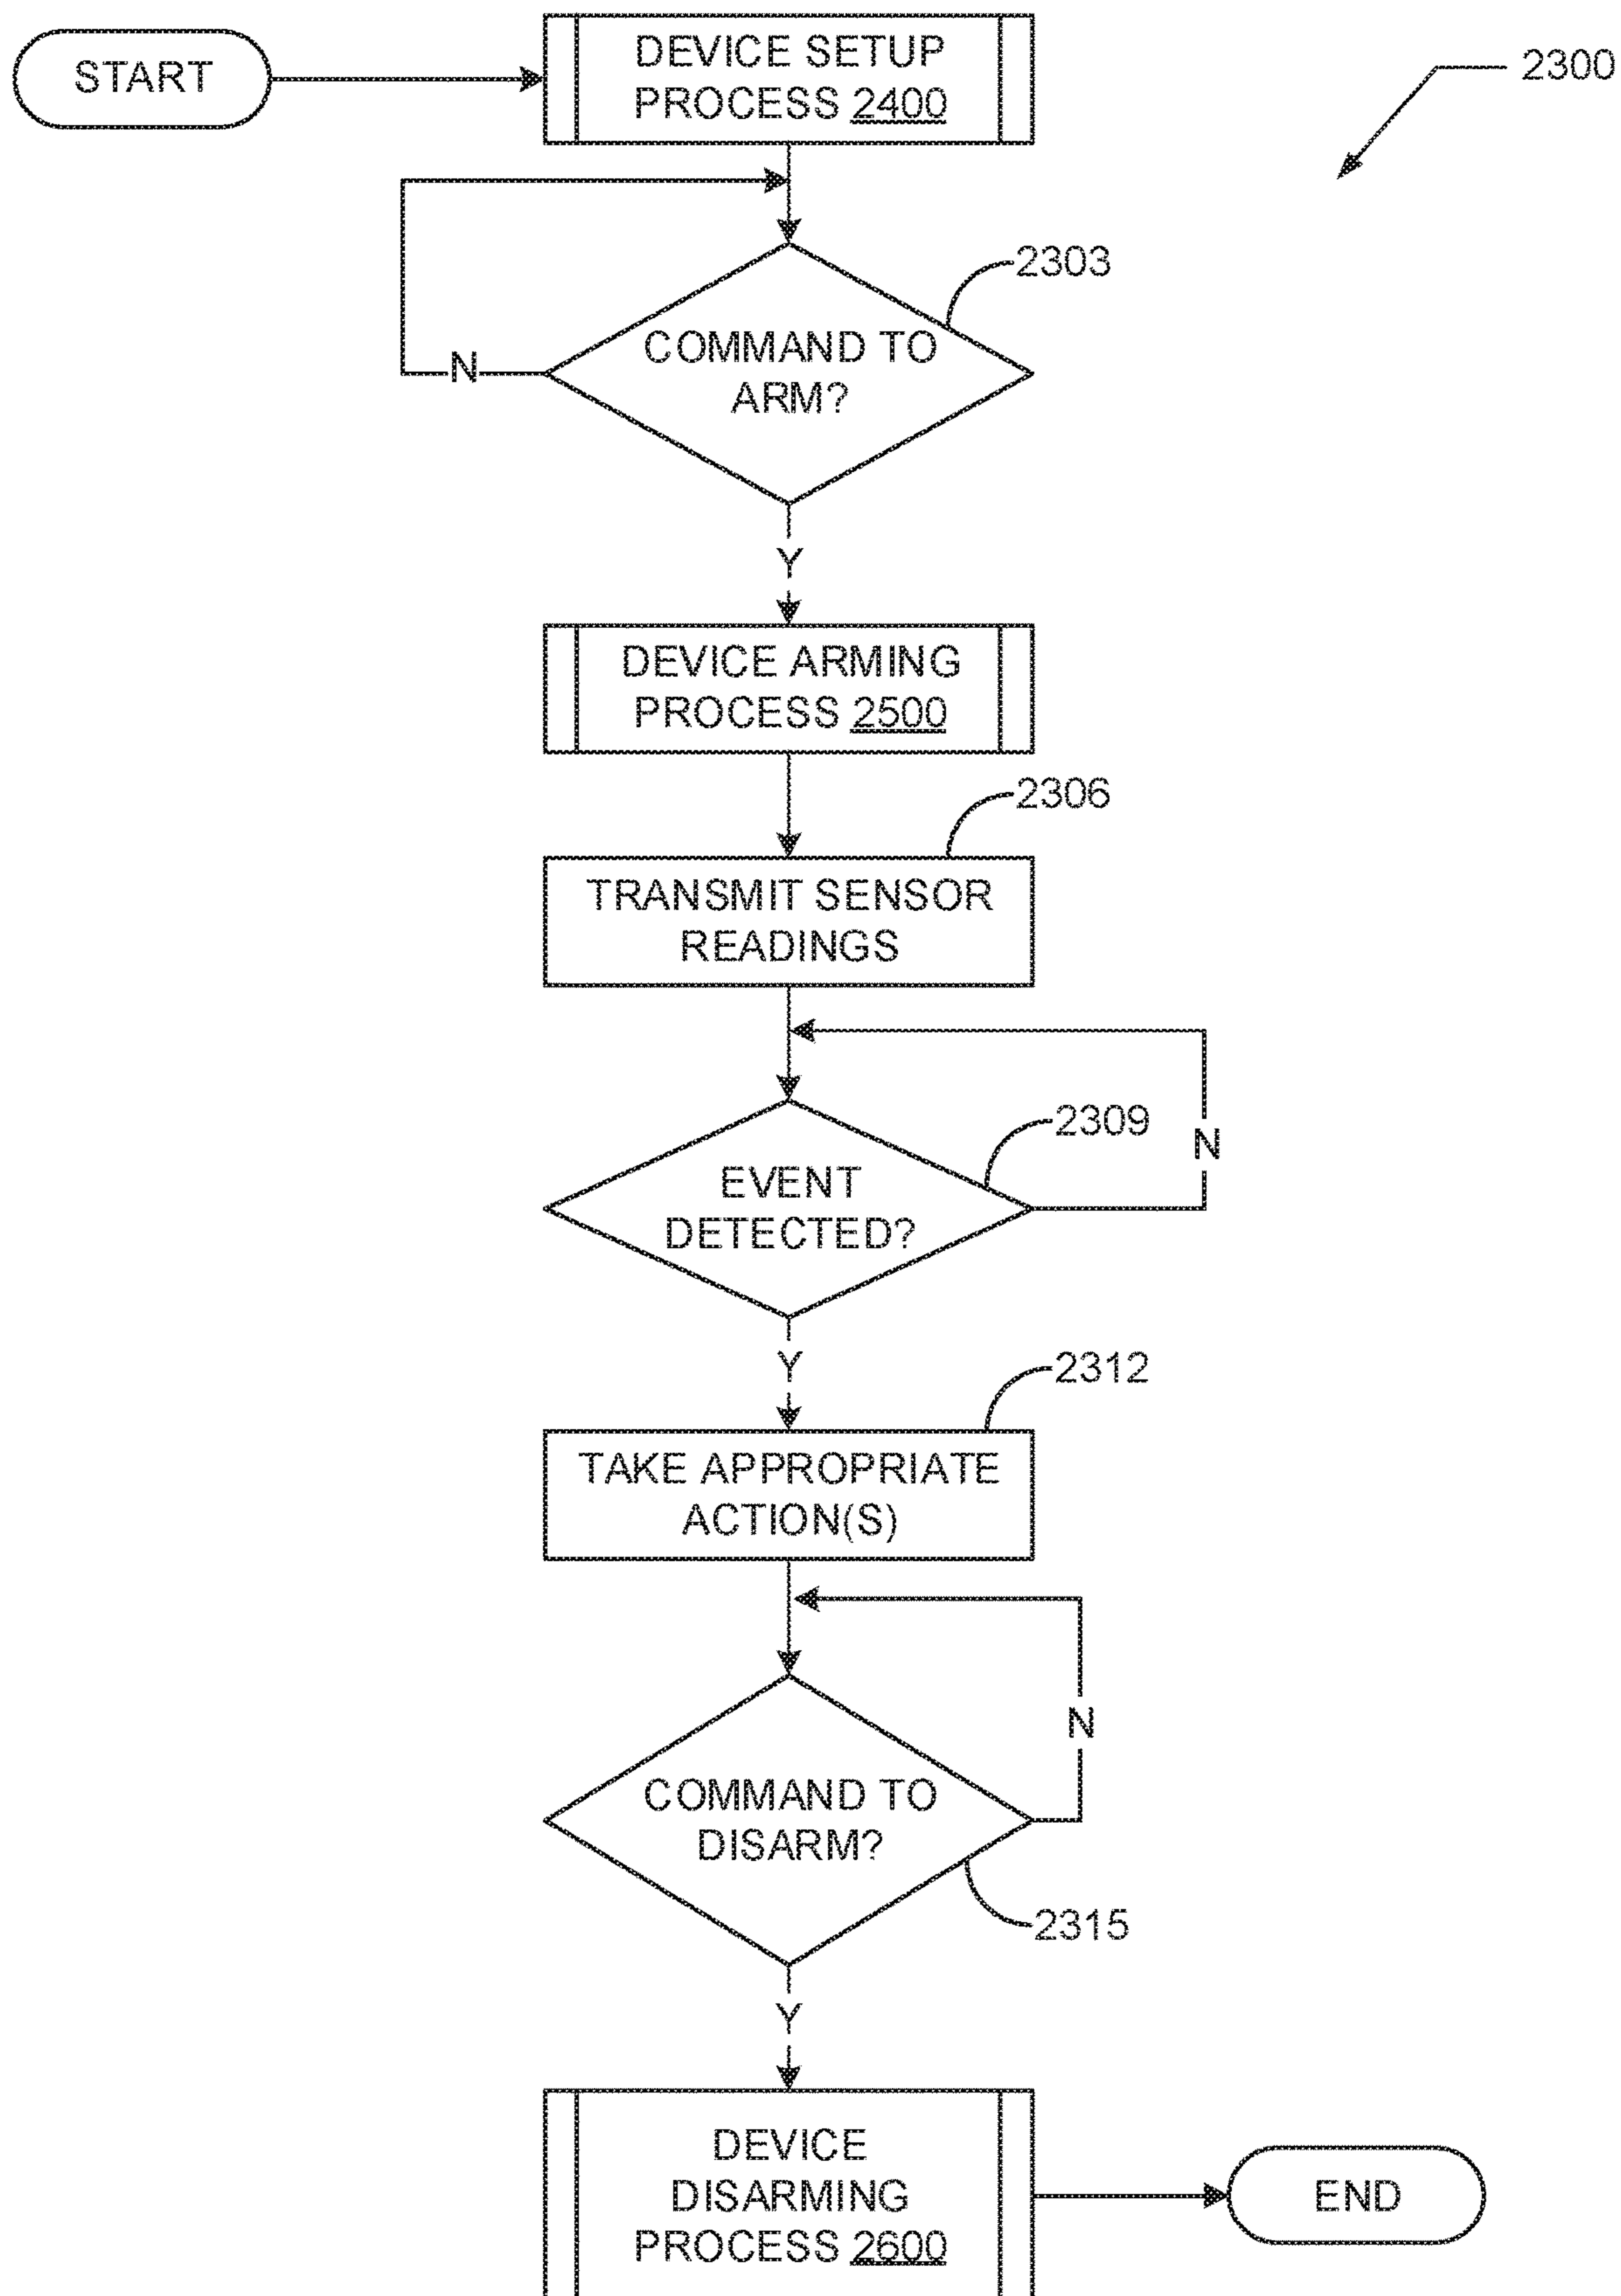 START
DEVICE SETUP
PROCESS 2400
2300
2303
COMMAND TO
ARM?
N
Y
DEVICE ARMING
PROCESS 2500
2306
TRANSMIT SENSOR
READINGS
2309
N
EVENT
DETECTED?
Y
2312
TAKE APPROPRIATE
ACTION(S)
N
COMMAND TO
DISARM?
2315
Y
DEVICE
DISARMING
PROCESS 2600
END